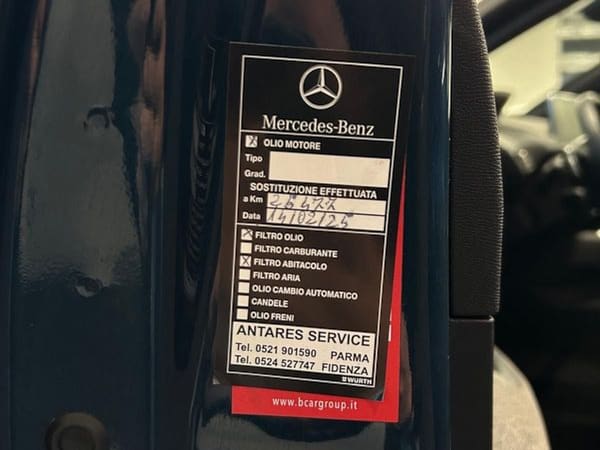 Mercedes-Benz
X OLIO MOTORE
Tipo
Grad.
SOSTITUZIONE EFFETTUATA
a Km 26477
Data 14/02/25
X FILTRO OLIO
FILTRO CARBURANTE
X FILTRO ABITACOLO
FILTRO ARIA
OLIO CAMBIO AUTOMATICO
CANDELE
OLIO FRENI
ANTARES SERVICE
Tel. 0521 901590 PARMA
Tel. 0524 527747 FIDENZA
WURTH
www.bcargroup.it